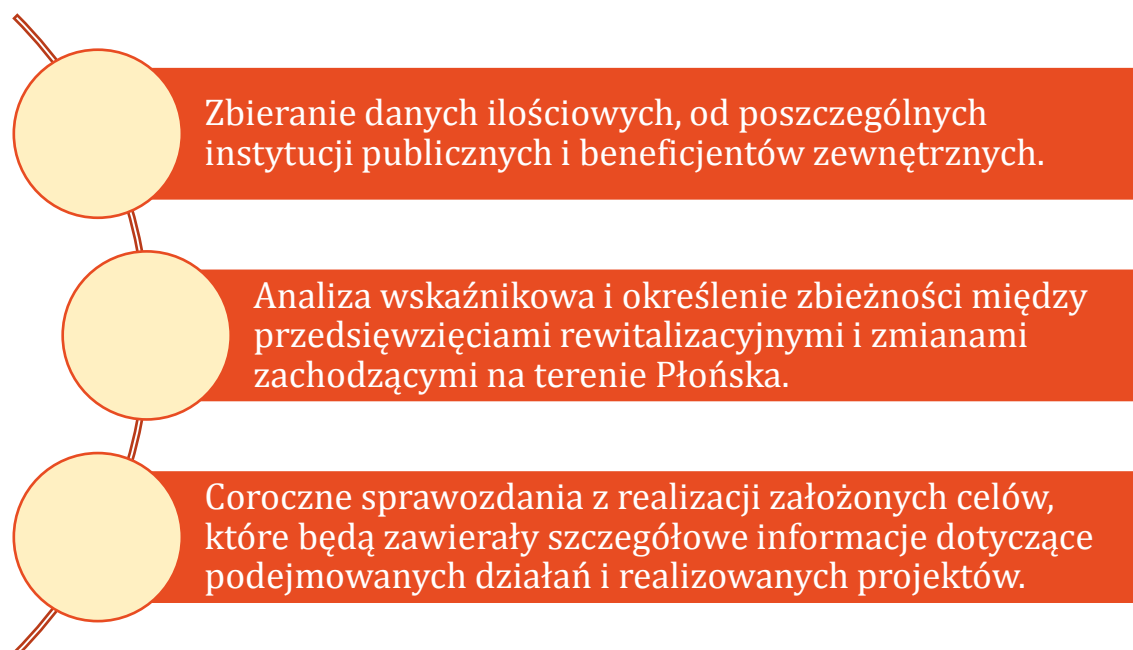 Zbieranie danych ilościowych, od poszczególnych
instytucji publicznych i beneficjentów zewnętrznych.
Analiza wskaźnikowa i określenie zbieżności między
przedsięwzięciami rewitalizacyjnymi i zmianami
zachodzącymi na terenie Płońska.
Coroczne sprawozdania z realizacji założonych celów,
które będą zawierały szczegółowe informacje dotyczące
podejmowanych działań i realizowanych projektów.